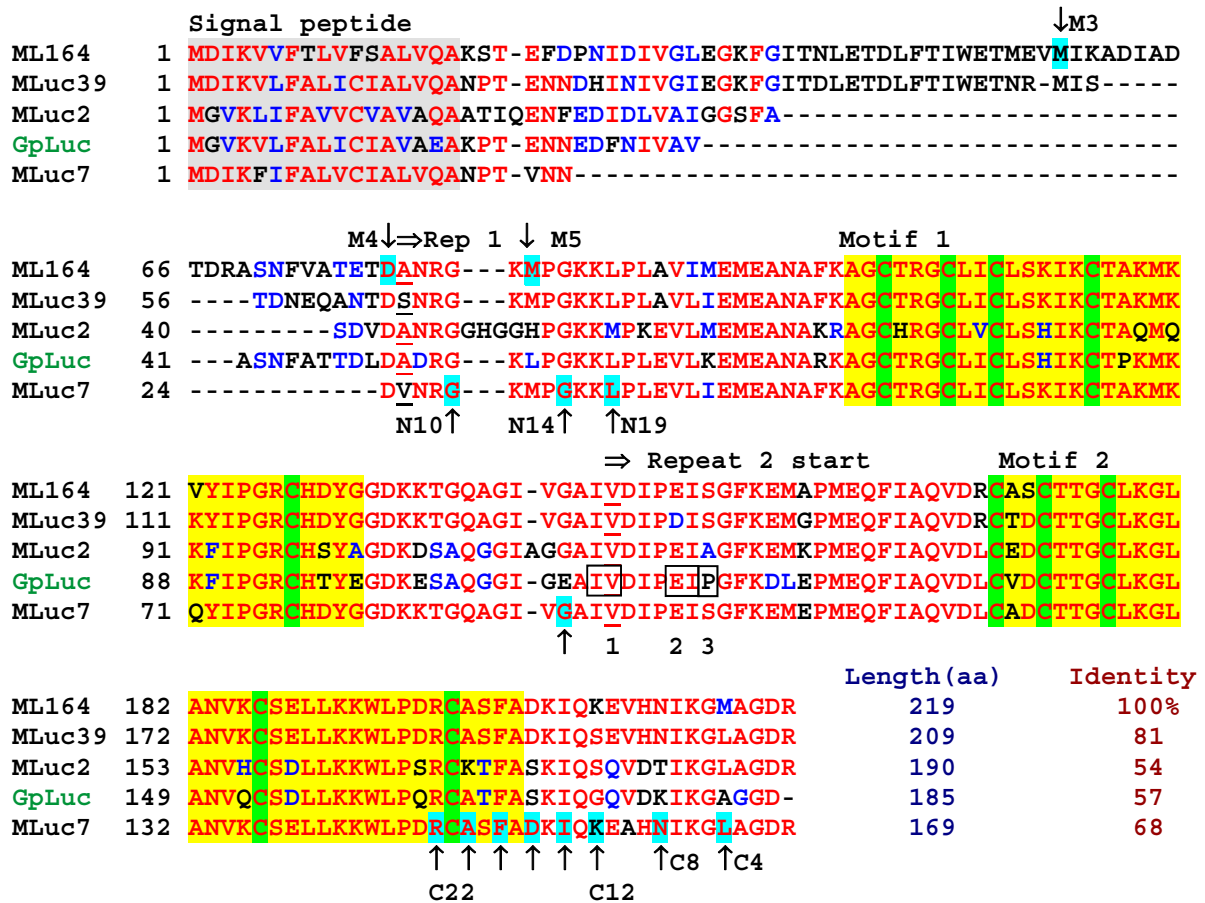 Signal peptide ↓M3
ML164 1 MDIKVVFTLVFSALVQAKST-EFDPNIDIVGLEGKFGITNLETDLFTIWETMEVMIKADIAD
MLuc39 1 MDIKVLFALICIALVQANPT-ENNDHINIVGIEGKFGITDLETDLFTIWETNR-MIS-----
MLuc2 1 MGVKLIFAVVCVAVAQAATIQENFEDIDLVAIGGSFA-------------------------
GpLuc 1 MGVKVLFALICIAVAEAKPT-ENNEDFNIVAV------------------------------
MLuc7 1 MDIKFIFALVCIALVQANPT-VNN--------------------------------------
M4↓⇒Rep 1 ↓ M5 Motif 1
ML164 66 TDRASNFVATETDANRG---KMPGKKLPLAVIMEMEANAFKAGCTRGCLICLSKIKCTAKMK
MLuc39 56 ----TDNEQANTDSNRG---KMPGKKLPLAVLIEMEANAFKAGCTRGCLICLSKIKCTAKMK
MLuc2 40 ---------SDVDANRGGHGGHPGKKMPKEVLMEMEANAKRAGCHRGCLVCLSHIKCTAQMQ
GpLuc 41 ---ASNFATTDLDADRG---KLPGKKLPLEVLKEMEANARKAGCTRGCLICLSHIKCTPKMK
MLuc7 24 ------------DVNRG---KMPGKKLPLEVLIEMEANAFKAGCTRGCLICLSKIKCTAKMK
N10↑ N14↑ ↑N19
⇒ Repeat 2 start Motif 2
ML164 121 VYIPGRCHDYGGDKKTGQAGI-VGAIVDIPEISGFKEMAPMEQFIAQVDRCASCTTGCLKGL
MLuc39 111 KYIPGRCHDYGGDKKTGQAGI-VGAIVDIPDISGFKEMGPMEQFIAQVDRCTDCTTGCLKGL
MLuc2 91 KFIPGRCHSYAGDKDSAQGGIAGGAIVDIPEIAGFKEMKPMEQFIAQVDLCEDCTTGCLKGL
GpLuc 88 KFIPGRCHTYEGDKESAQGGI-GEAIVDIPEIPGFKDLEPMEQFIAQVDLCVDCTTGCLKGL
MLuc7 71 QYIPGRCHDYGGDKKTGQAGI-VGAIVDIPEISGFKEMEPMEQFIAQVDLCADCTTGCLKGL
↑ 1 2 3
Length(aa) Identity
ML164 182 ANVKCSELLKKWLPDRCASFADKIQKEVHNIKGMAGDR 219 100%
MLuc39 172 ANVKCSELLKKWLPDRCASFADKIQSEVHNIKGLAGDR 209 81
MLuc2 153 ANVHCSDLLKKWLPSRCKTFASKIQSQVDTIKGLAGDR 190 54
GpLuc 149 ANVQCSDLLKKWLPQRCATFASKIQGQVDKIKGAGGD- 185 57
MLuc7 132 ANVKCSELLKKWLPDRCASFADKIQKEAHNIKGLAGDR 169 68
↑ ↑ ↑ ↑ ↑ ↑ ↑C8 ↑C4
C22 C12